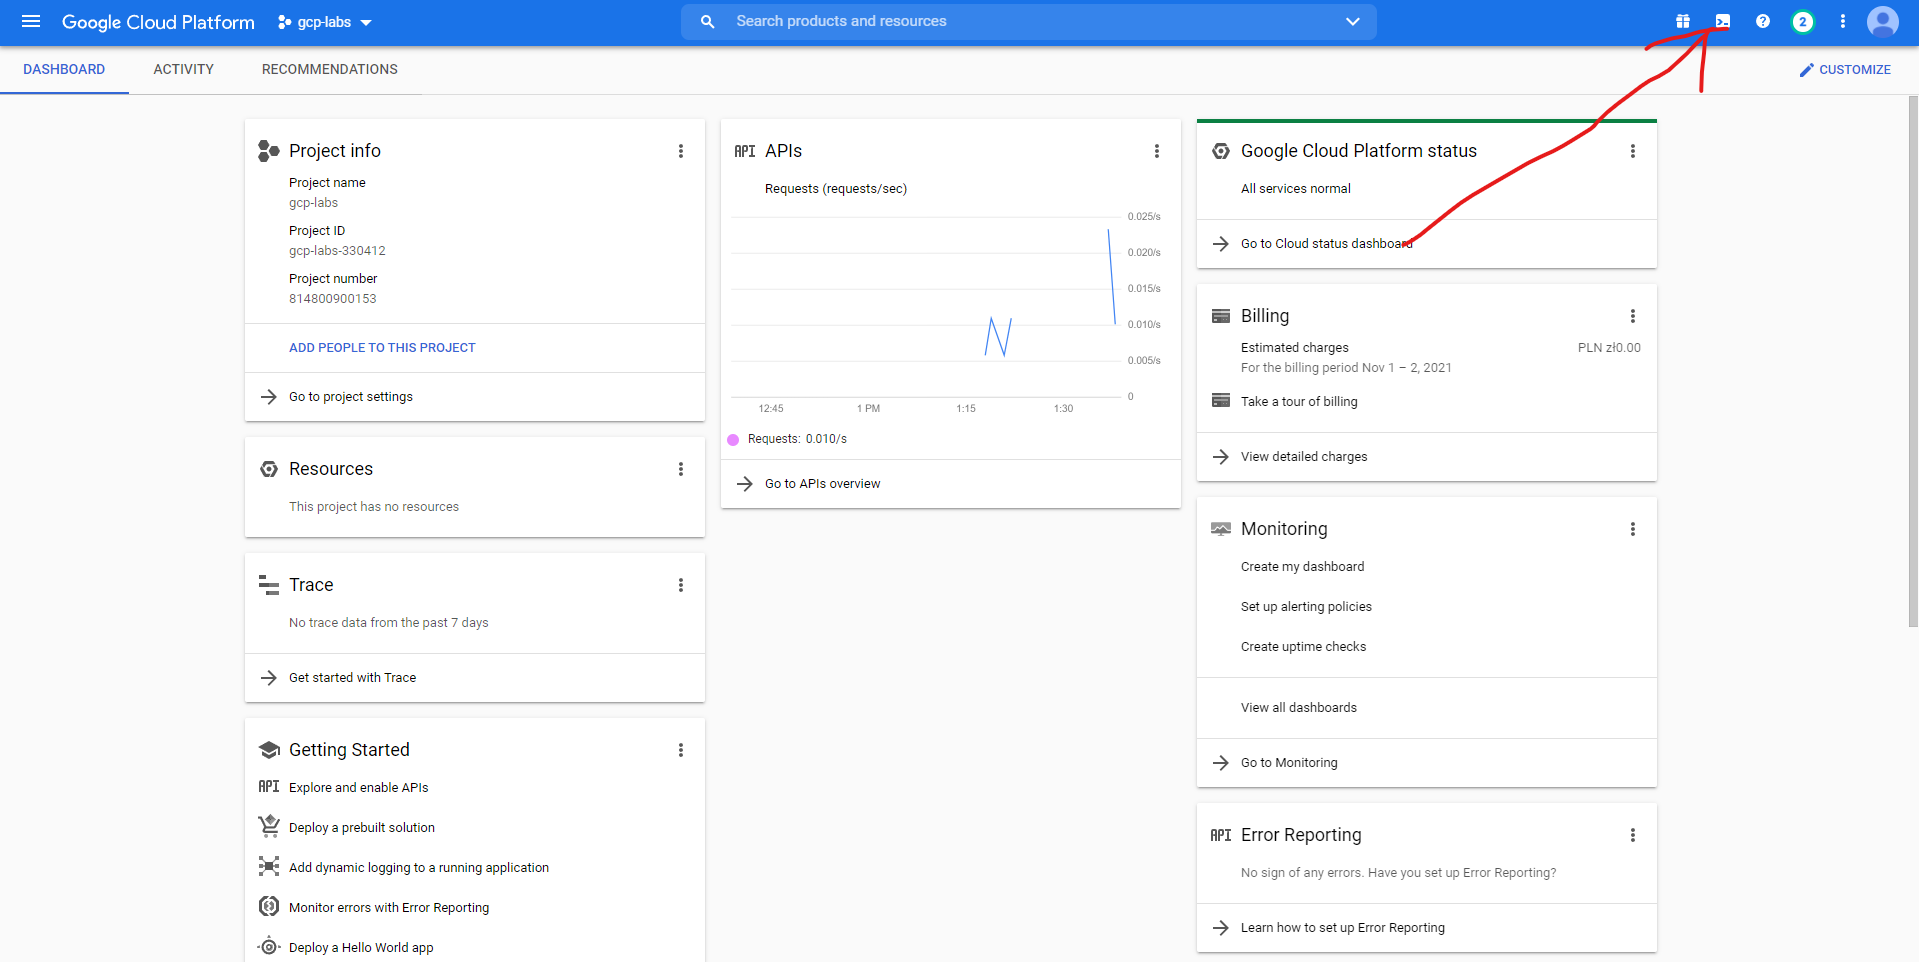 Google Cloud Platform gcp-labs Search products and resources 2
DASHBOARD ACTIVITY RECOMMENDATIONS CUSTOMIZE
Project info
Project name
gcp-labs
Project ID
gcp-labs-330412
Project number
814800900153
ADD PEOPLE TO THIS PROJECT
Go to project settings
Resources
This project has no resources
Trace
No trace data from the past 7 days
Get started with Trace
Getting Started
API Explore and enable APIs
Deploy a prebuilt solution
Add dynamic logging to a running application
Monitor errors with Error Reporting
Deploy a Hello World app
API APIs
Requests (requests/sec)
0.025/s
0.020/s
0.015/s
0.010/s
0.005/s
0
12:45 1 PM 1:15 1:30
Requests: 0.010/s
Go to APIs overview
Google Cloud Platform status
All services normal
Go to Cloud status dashboard
Billing
Estimated charges PLN zł0.00
For the billing period Nov 1 – 2, 2021
Take a tour of billing
View detailed charges
Monitoring
Create my dashboard
Set up alerting policies
Create uptime checks
View all dashboards
Go to Monitoring
API Error Reporting
No sign of any errors. Have you set up Error Reporting?
Learn how to set up Error Reporting